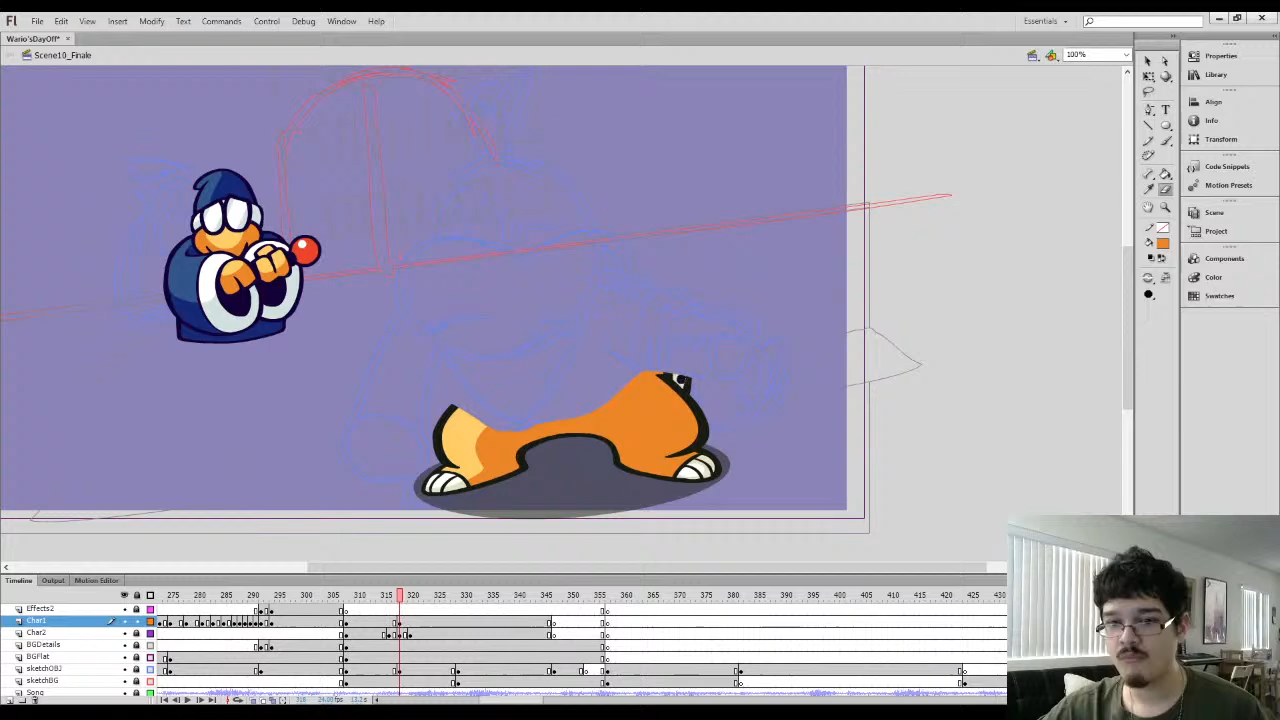 Fl File Edit View Insert Modify Text Commands Control Debug Window Help Essentials
Wario'sDayOff* ×
Scene10_Finale 100%
Properties
Library
Align
Info
Transform
Code Snippets
Motion Presets
Scene
Project
Components
Color
Swatches
Timeline Output Motion Editor
275 280 285 290 295 300 305 310 315 320 325 330 335 340 345 350 355 360 365 370 375 380 385 390 395 400 405 410 415 420 425 430
Effects2
Char1
Char2
BGDetails
BGFlat
sketchOBJ
sketchBG
Song